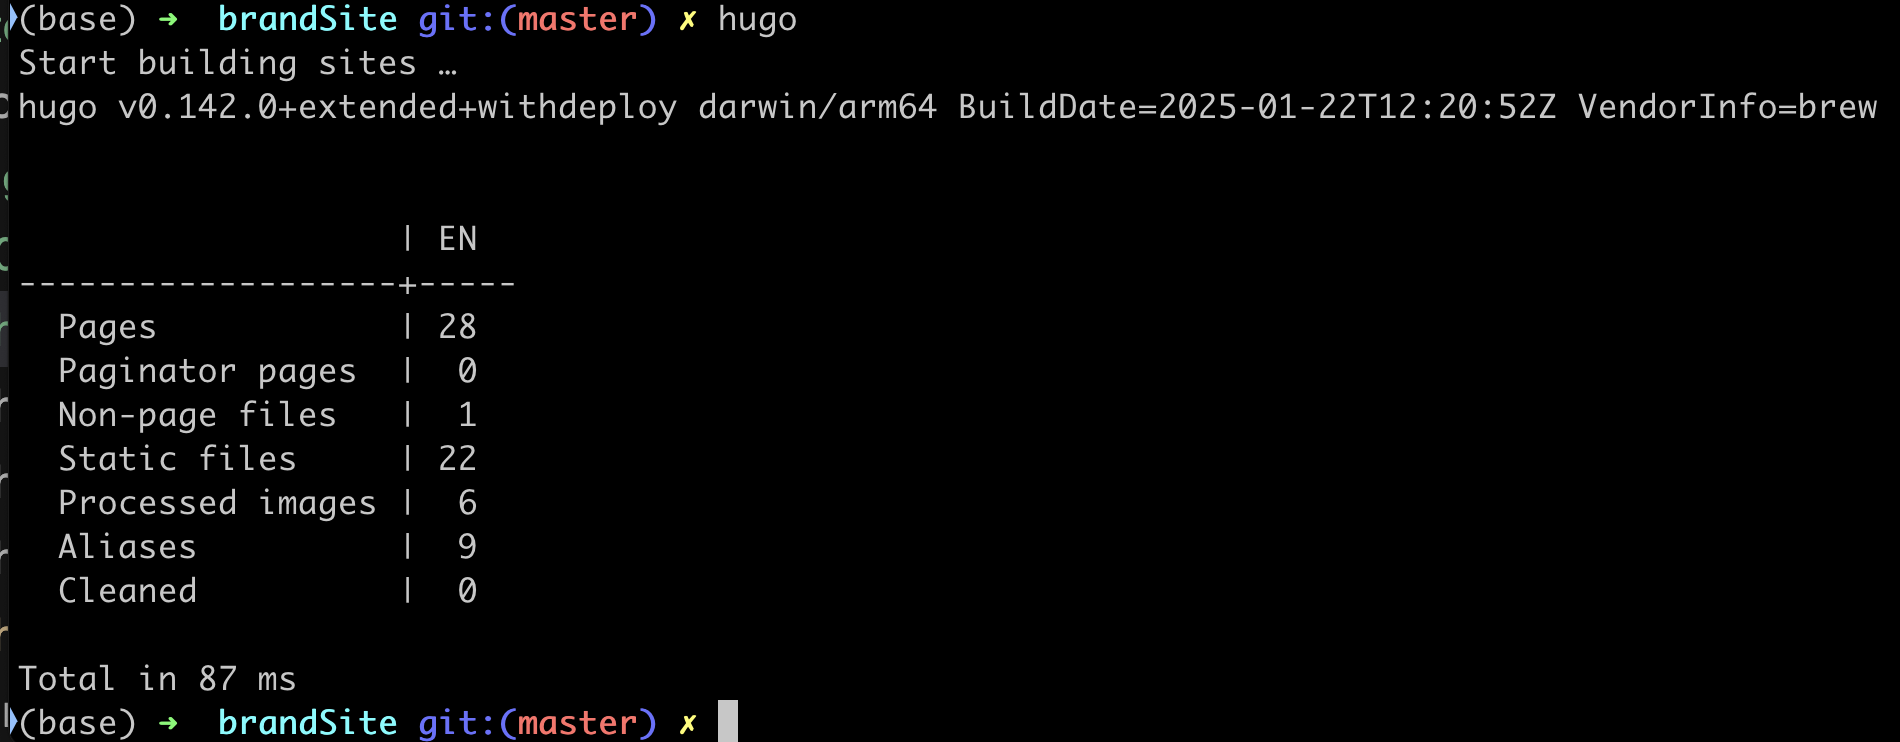 (base) ➜  brandSite git:(master) ✗ hugo
Start building sites …
hugo v0.142.0+extended+withdeploy darwin/arm64 BuildDate=2025-01-22T12:20:52Z VendorInfo=brew
                   | EN
-------------------+-----
  Pages            | 28
  Paginator pages  |  0
  Non-page files   |  1
  Static files     | 22
  Processed images |  6
  Aliases          |  9
  Cleaned          |  0
Total in 87 ms
(base) ➜  brandSite git:(master) ✗